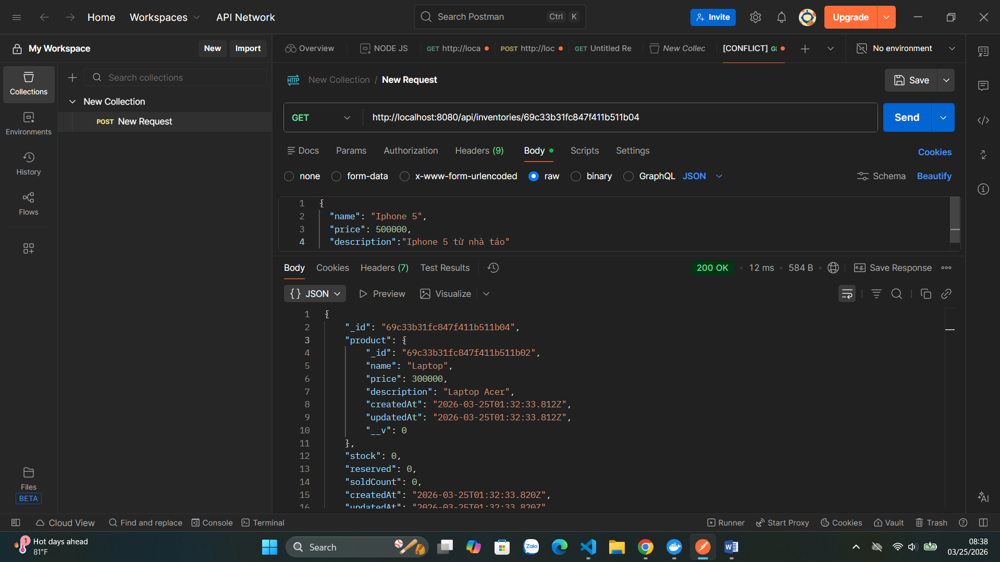 Home
Workspaces
API Network
Search Postman
Ctrl
K
Invite
Upgrade
My Workspace
New
Import
Overview
NODE JS
GET http://loca
POST http://loc
GET Untitled Re
New Collec
[CONFLICT]
No environment
Collections
Environments
History
Flows
Files
BETA
Search collections
New Collection
POST New Request
HTTP
New Collection / New Request
Save
GET
http://localhost:8080/api/inventories/69c33b31fc847f411b511b04
Send
Docs
Params
Authorization
Headers (9)
Body
Scripts
Settings
Cookies
none
form-data
x-www-form-urlencoded
raw
binary
GraphQL
JSON
Schema
Beautify
1 {
2 "name": "Iphone 5",
3 "price": 500000,
4 "description":"Iphone 5 từ nhà táo"
Body
Cookies
Headers (7)
Test Results
200 OK
12 ms
584 B
e.g.
Save Response
{} JSON
Preview
Visualize
1 {
2 "_id": "69c33b31fc847f411b511b04",
3 "product": {
4 "_id": "69c33b31fc847f411b511b02",
5 "name": "Laptop",
6 "price": 300000,
7 "description": "Laptop Acer",
8 "createdAt": "2026-03-25T01:32:33.812Z",
9 "updatedAt": "2026-03-25T01:32:33.812Z",
10 "__v": 0
11 },
12 "stock": 0,
13 "reserved": 0,
14 "soldCount": 0,
15 "createdAt": "2026-03-25T01:32:33.820Z",
16 "updatedAt": "2026-03-25T01:32:33.820Z"
AI
Cloud View
Find and replace
Console
Terminal
Runner
Start Proxy
Cookies
Vault
Trash
1
Hot days ahead
81°F
Search
Zalo
W
08:38
03/25/2026